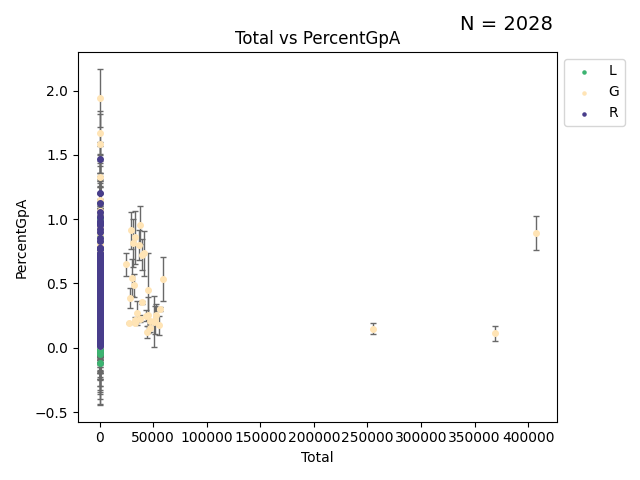 N = 2028
Total vs PercentGpA
L
G
R
PercentGpA
2.0
1.5
1.0
0.5
0.0
−0.5
0 50000 100000 150000 200000 250000 300000 350000 400000
Total